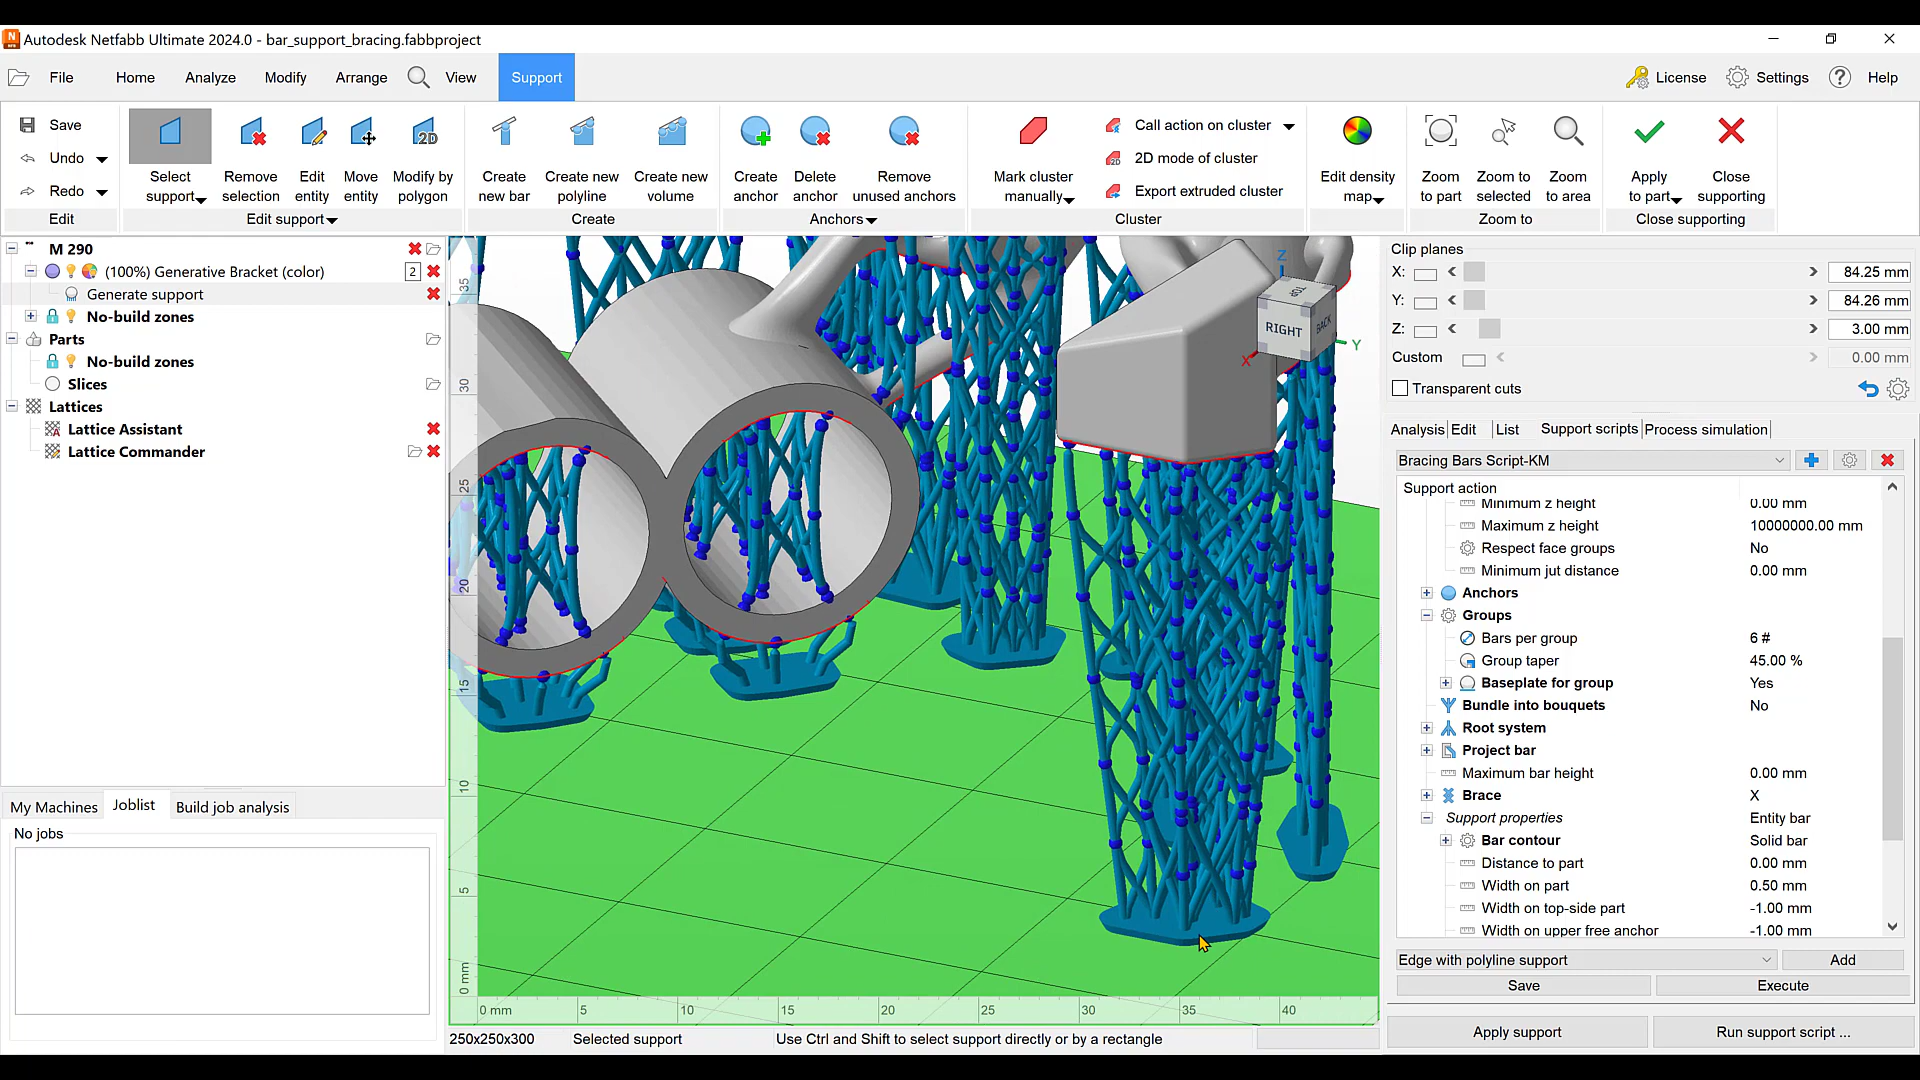 Autodesk Netfabb Ultimate 2024.0 - bar_support_bracing.fabbproject
File Home Analyze Modify Arrange View Support License Settings Help
Save
Undo
Redo
Edit
Select support
Remove selection
Edit entity
Move entity
2D
Modify by polygon
Edit support
Create new bar
Create new polyline
Create new volume
Create
Create anchor
Delete anchor
Remove unused anchors
Anchors
Mark cluster manually
Call action on cluster
2D mode of cluster
Export extruded cluster
Cluster
Edit density map
Zoom to part
Zoom to selected
Zoom to area
Zoom to
Apply to part
Close supporting
Close supporting
M 290
(100%) Generative Bracket (color) 2
Generate support
No-build zones
Parts
No-build zones
Slices
Lattices
Lattice Assistant
Lattice Commander
My Machines Joblist Build job analysis
No jobs
35
30
25
20
15
10
5
0 mm
0 mm 5 10 15 20 25 30 35 40
Z
TOP
RIGHT
BACK
X
Y
250x250x300 Selected support Use Ctrl and Shift to select support directly or by a rectangle
Clip planes
X: 84.25 mm
Y: 84.26 mm
Z: 3.00 mm
Custom 0.00 mm
Transparent cuts
Analysis Edit List Support scripts Process simulation
Bracing Bars Script-KM
Support action
Minimum z height 0.00 mm
Maximum z height 10000000.00 mm
Respect face groups No
Minimum jut distance 0.00 mm
Anchors
Groups
Bars per group 6 #
Group taper 45.00 %
Baseplate for group Yes
Bundle into bouquets No
Root system
Project bar
Maximum bar height 0.00 mm
Brace X
Support properties Entity bar
Bar contour Solid bar
Distance to part 0.00 mm
Width on part 0.50 mm
Width on top-side part -1.00 mm
Width on upper free anchor -1.00 mm
Edge with polyline support Add
Save Execute
Apply support Run support script ...